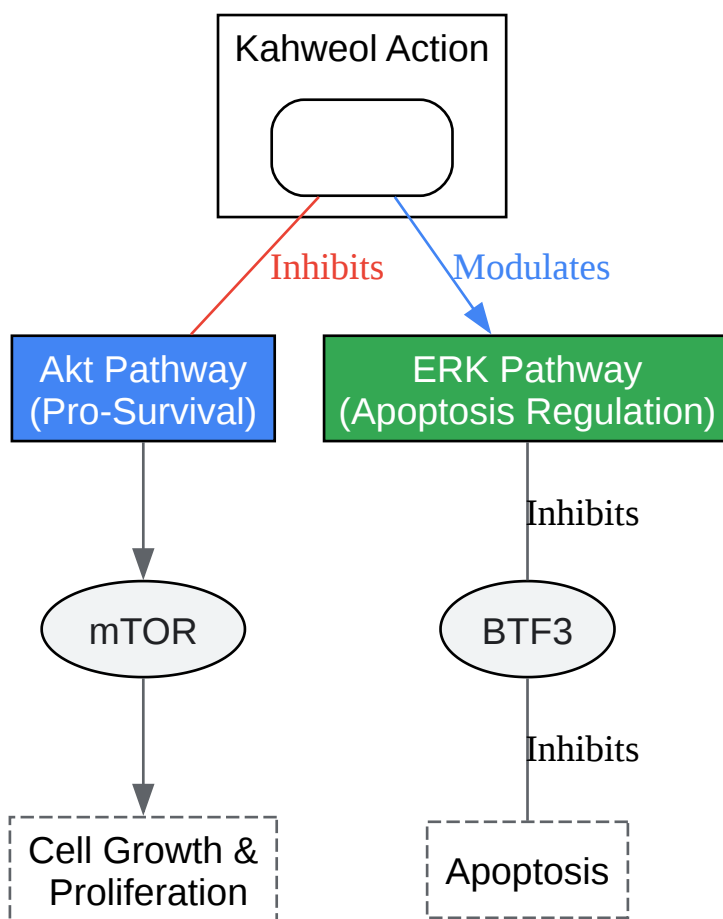 Kahweol Action
Inhibits
Modulates
Akt Pathway
(Pro-Survival)
ERK Pathway
(Apoptosis Regulation)
Inhibits
mTOR
BTF3
Inhibits
Cell Growth &
Proliferation
Apoptosis